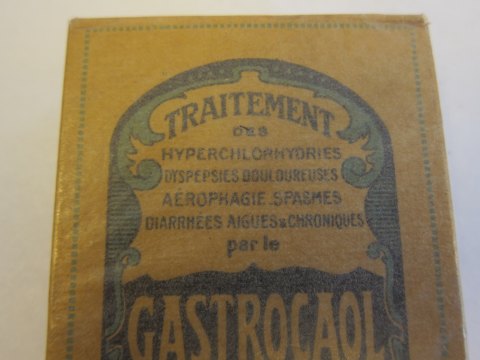 TRAITEMENT
DES
HYPERCHLORHYDRIES
DYSPEPSIES DOULOUREUSES
AÉROPHAGIE.SPASMES
DIARRHÉES AIGUES & CHRONIQUES
par le
GASTROCAOL